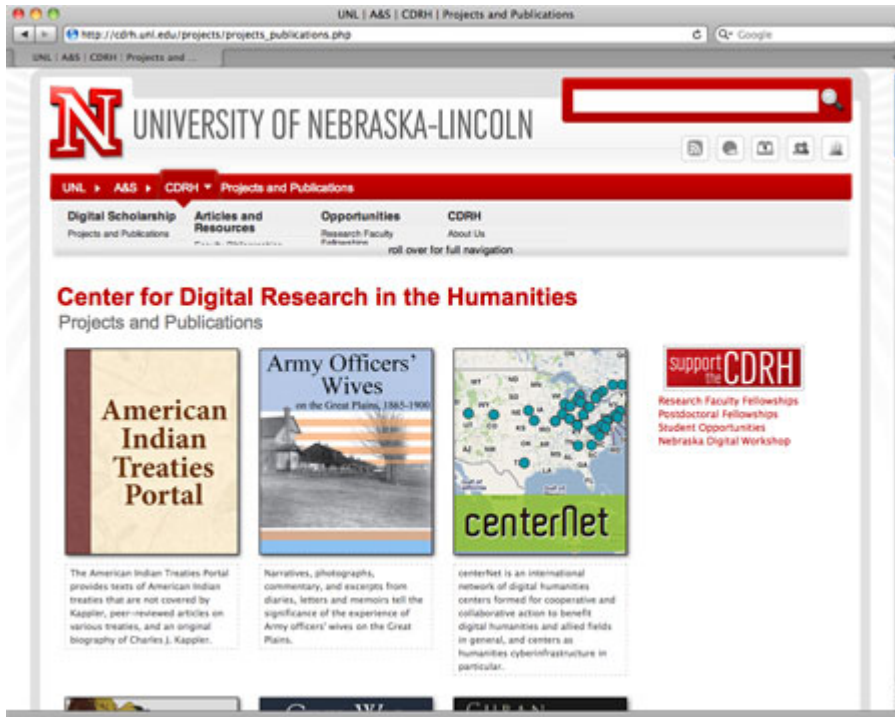 UNL | A&S | CDRH | Projects and Publications
http://cdrh.unl.edu/projects/projects_publications.php
Google
UNL | A&S | CDRH | Projects and ...
N UNIVERSITY OF NEBRASKA-LINCOLN
UNL A&S CDRH Projects and Publications
Digital Scholarship
Projects and Publications
Articles and
Resources
Opportunities
Research Faculty
Fellowships
CDRH
About Us
roll over for full navigation
Center for Digital Research in the Humanities
Projects and Publications
American
Indian
Treaties
Portal
The American Indian Treaties Portal
provides texts of American Indian
treaties that are not covered by
Kappler, peer-reviewed articles on
various treaties, and an original
biography of Charles J. Kappler.
Army Officers'
Wives
on the Great Plains, 1865-1900
Narratives, photographs,
commentary, and excerpts from
diaries, letters and memoirs tell the
significance of the experience of
Army officers' wives on the Great
Plains.
centerNet
centerNet is an international
network of digital humanities
centers formed for cooperative and
collaborative action to benefit
digital humanities and allied fields
in general, and centers as
humanities cyberinfrastructure in
particular.
support
the CDRH
Research Faculty Fellowships
Postdoctoral Fellowships
Student Opportunities
Nebraska Digital Workshop